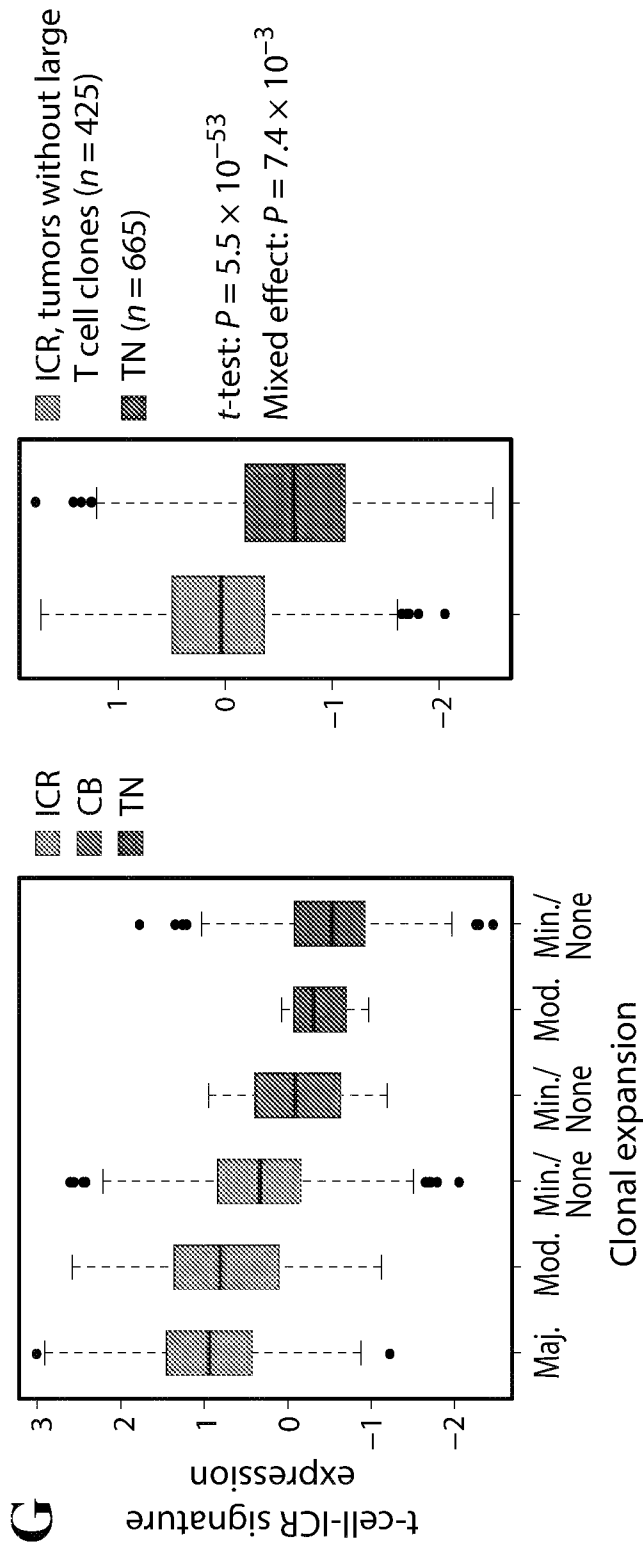 G
t-cell-ICR signature
expression
3
2
1
0
−1
−2
Maj.
Mod.
Min./
None
Min./
None
Mod.
Min./
None
Clonal expansion
ICR
CB
TN
1
0
−1
−2
ICR, tumors without large
T cell clones (n = 425)
TN (n = 665)
t-test: P = 5.5 × 10−53
Mixed effect: P = 7.4 × 10−3